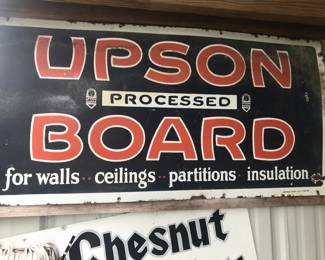 UPSON
PROCESSED
BOARD
for walls·· ceilings·· partitions·· insulation
Chesnut